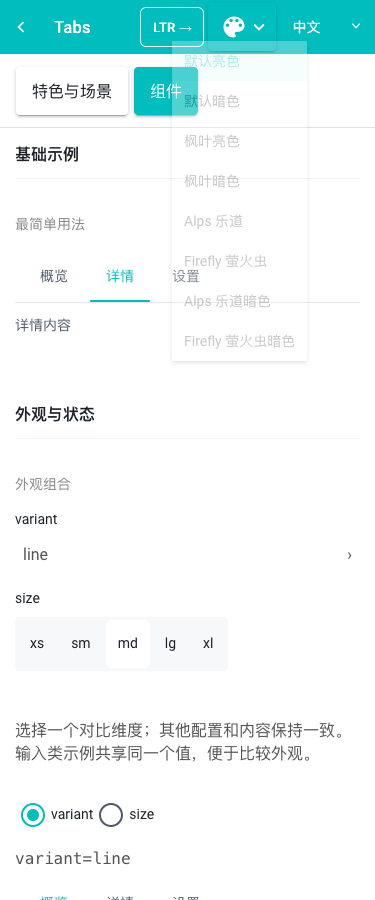 Tabs
LTR →
中文
默认亮色
默认暗色
枫叶亮色
枫叶暗色
Alps 乐道
Firefly 萤火虫
Alps 乐道暗色
Firefly 萤火虫暗色
特色与场景
组件
基础示例
最简单用法
概览
详情
设置
详情内容
外观与状态
外观组合
variant
line
size
xs
sm
md
lg
xl
选择一个对比维度；其他配置和内容保持一致。
输入类示例共享同一个值，便于比较外观。
variant
size
variant=line
概览
详情
设置